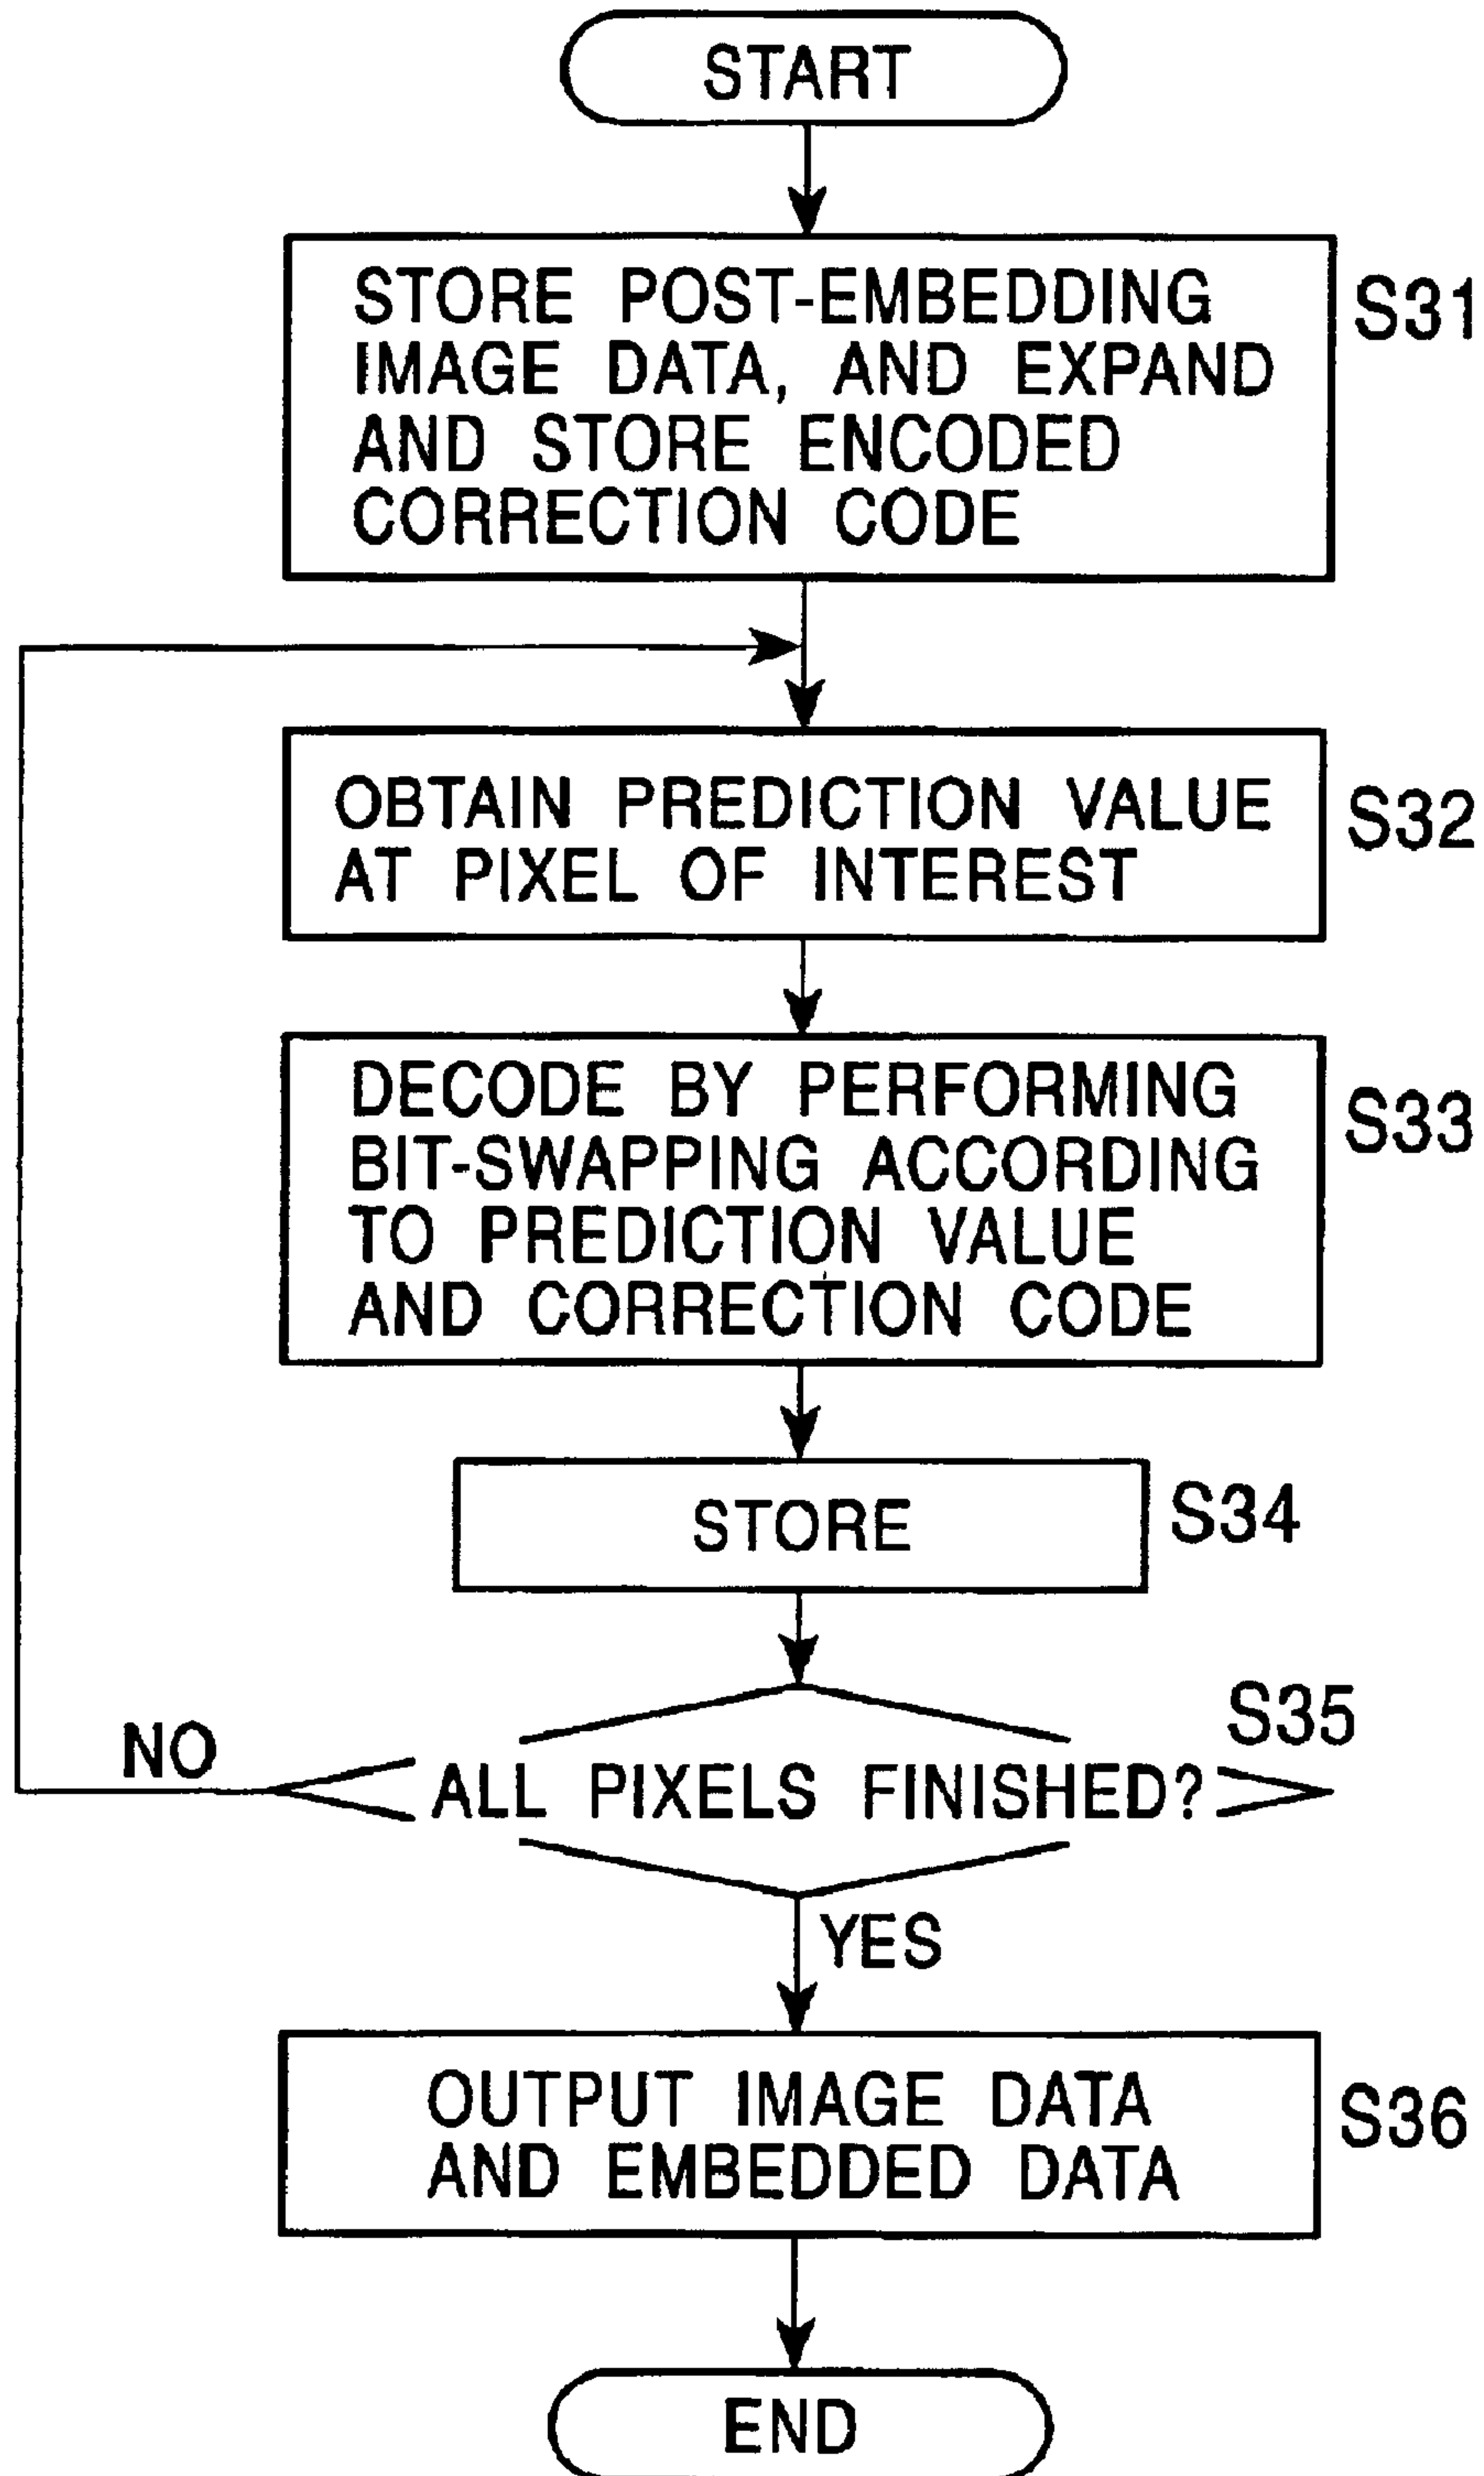 START
STORE POST-EMBEDDING
IMAGE DATA, AND EXPAND
AND STORE ENCODED
CORRECTION CODE
S31
OBTAIN PREDICTION VALUE
AT PIXEL OF INTEREST
S32
DECODE BY PERFORMING
BIT-SWAPPING ACCORDING
TO PREDICTION VALUE
AND CORRECTION CODE
S33
STORE
S34
S35
NO
ALL PIXELS FINISHED?
YES
OUTPUT IMAGE DATA
AND EMBEDDED DATA
S36
END